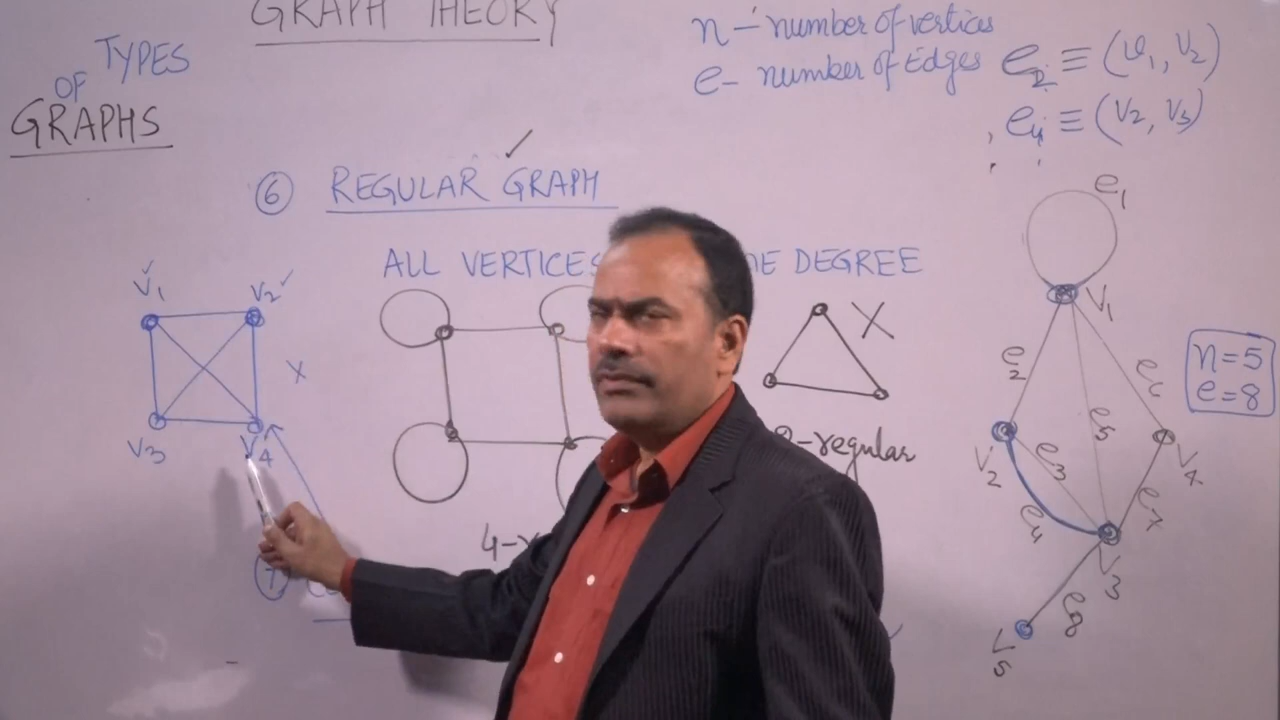 GRAPH THEORY
TYPES
OF
GRAPHS
n - number of vertices
e - number of Edges
e2 ≡ (v1, v2)
e4 ≡ (v2, v3)
⑥ REGULAR GRAPH
ALL VERTICES DEGREE
v1 v2
X
v3 v4
⑦
4-
X
-regular
e1
v1
e2
e5
v2
e3
e4
v4
e7
v3
e8
v5
n=5
e=8